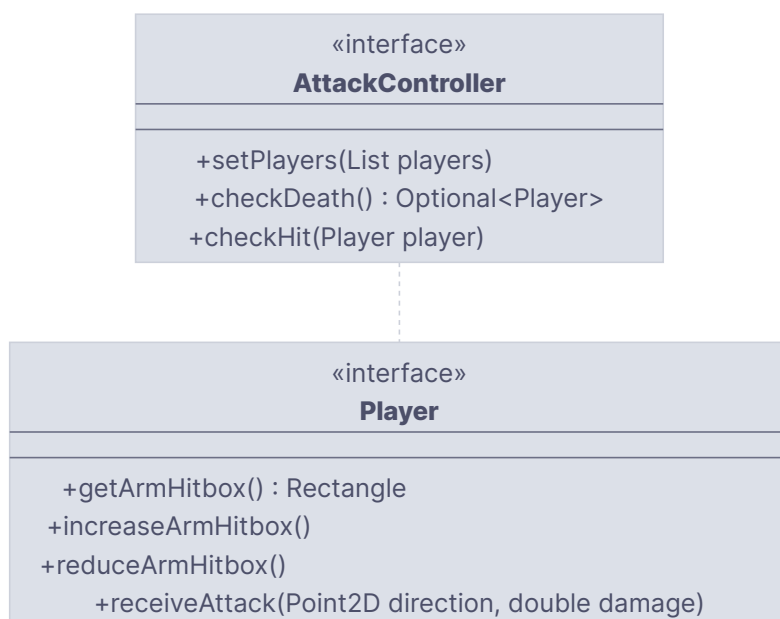 «interface»
AttackController
+setPlayers(List players)
+checkDeath() : Optional<Player>
+checkHit(Player player)
«interface»
Player
+getArmHitbox() : Rectangle
+increaseArmHitbox()
+reduceArmHitbox()
+receiveAttack(Point2D direction, double damage)